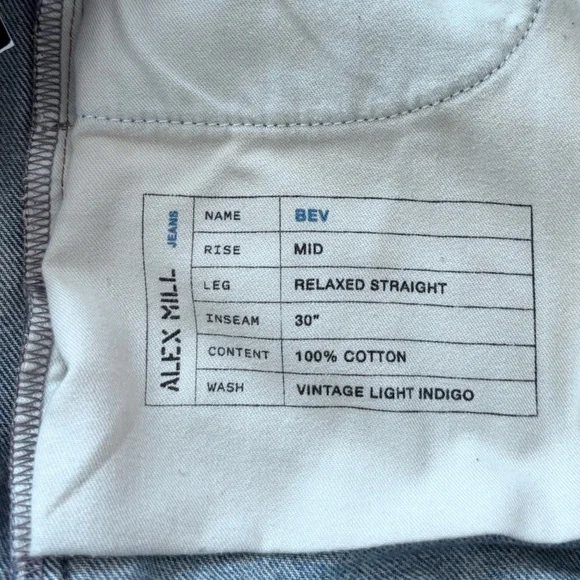 ALEX MILL JEANS
NAME BEV
RISE MID
LEG RELAXED STRAIGHT
INSEAM 30"
CONTENT 100% COTTON
WASH VINTAGE LIGHT INDIGO